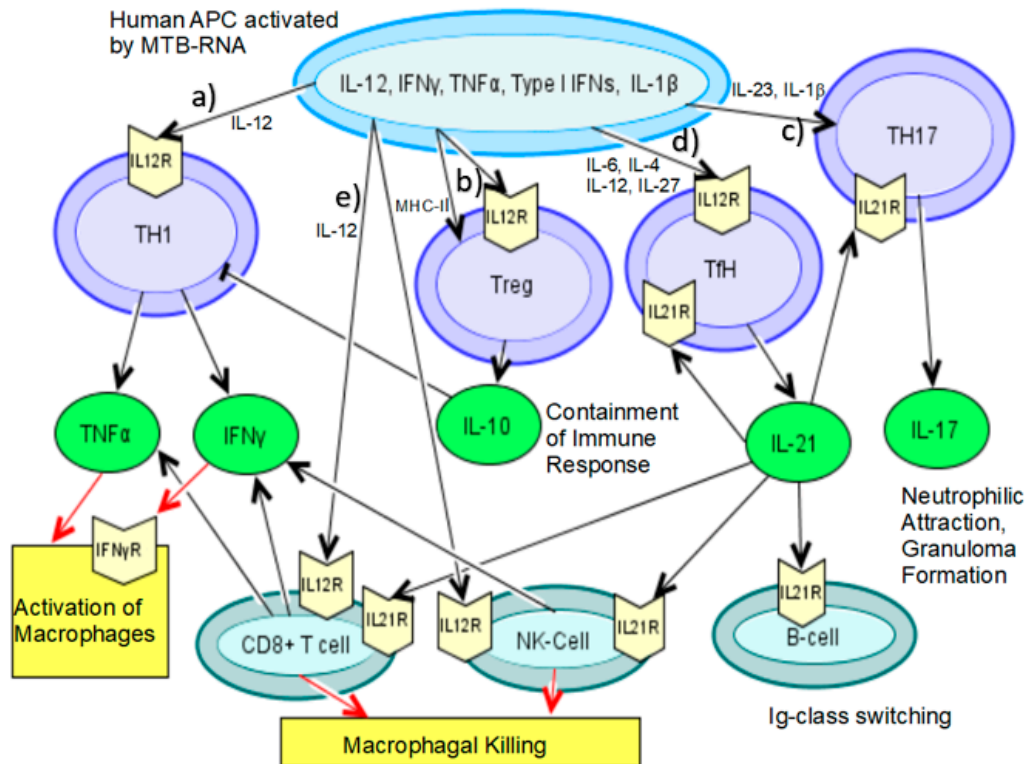 Human APC activated
by MTB-RNA
IL-12, IFNγ, TNFα, Type I IFNs, IL-1β
a)
IL-12
IL-23, IL-1β
c)
TH17
IL12R
TH1
e)
IL-12
MHC-II
b)
IL12R
Treg
d)
IL-6, IL-4
IL-12, IL-27
IL12R
TfH
IL21R
IL21R
TNFα
IFNγ
IL-10
Containment
of Immune
Response
IL-21
IL-17
Neutrophilic
Attraction,
Granuloma
Formation
IFNγR
Activation of
Macrophages
IL12R
IL21R
CD8+ T cell
IL12R
IL21R
NK-Cell
IL21R
B-cell
Ig-class switching
Macrophagal Killing